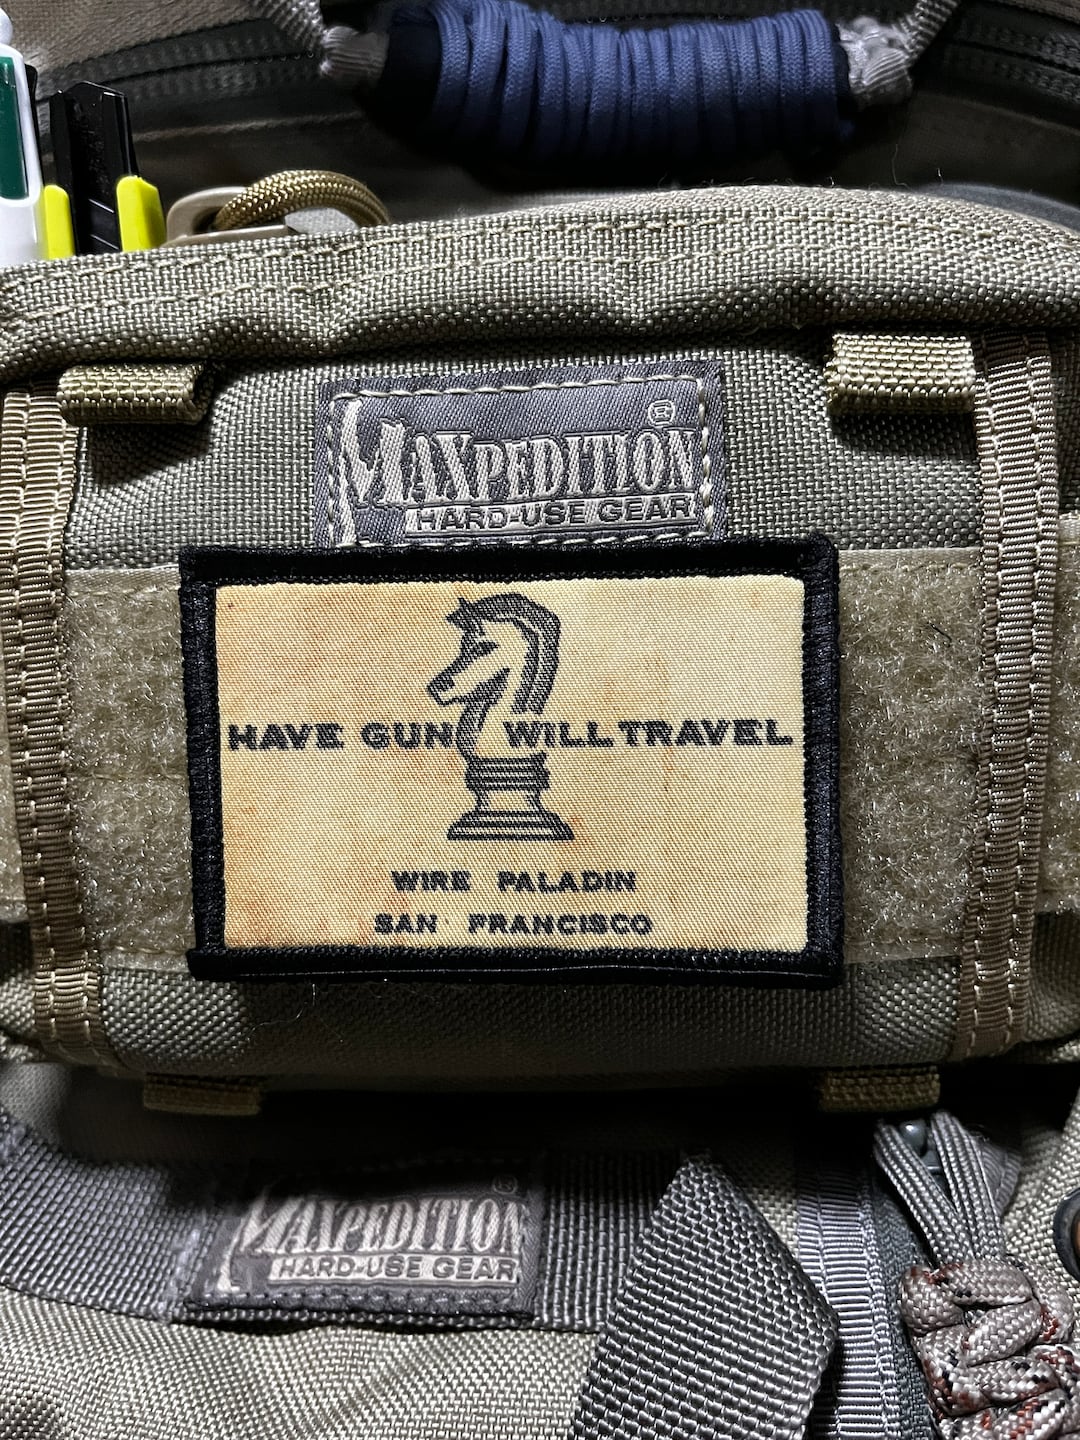 MAXPEDITION®
HARD-USE GEAR
HAVE GUN WILL TRAVEL
WIRE PALADIN
SAN FRANCISCO
MAXPEDITION®
HARD-USE GEAR